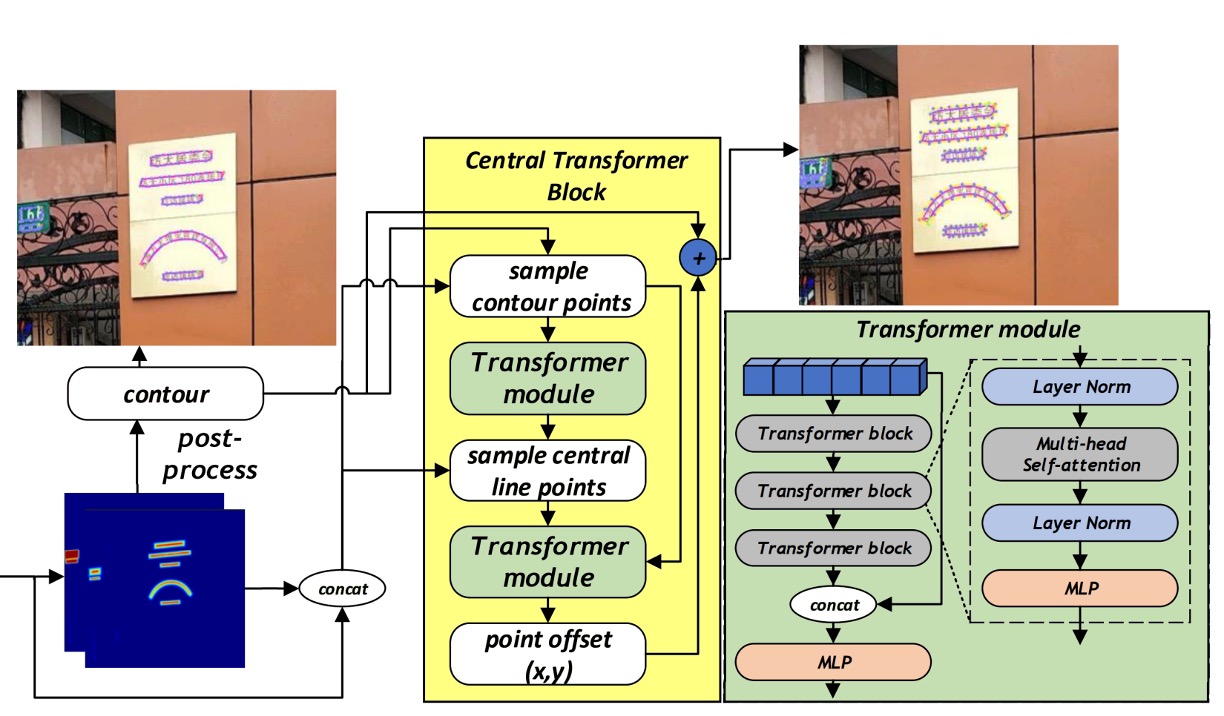 Central Transformer
Block
sample
contour points
Transformer
module
sample central
line points
Transformer
module
point offset
(x,y)
+
contour
post-
process
concat
Transformer module
Transformer block
Transformer block
Transformer block
concat
MLP
Layer Norm
Multi-head
Self-attention
Layer Norm
MLP